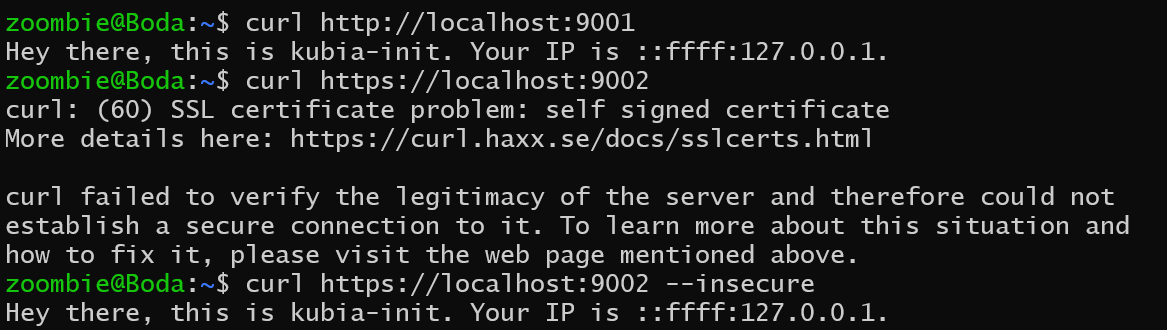 zoombie@Boda:~$ curl http://localhost:9001
Hey there, this is kubia-init. Your IP is ::ffff:127.0.0.1.
zoombie@Boda:~$ curl https://localhost:9002
curl: (60) SSL certificate problem: self signed certificate
More details here: https://curl.haxx.se/docs/sslcerts.html

curl failed to verify the legitimacy of the server and therefore could not
establish a secure connection to it. To learn more about this situation and
how to fix it, please visit the web page mentioned above.
zoombie@Boda:~$ curl https://localhost:9002 --insecure
Hey there, this is kubia-init. Your IP is ::ffff:127.0.0.1.